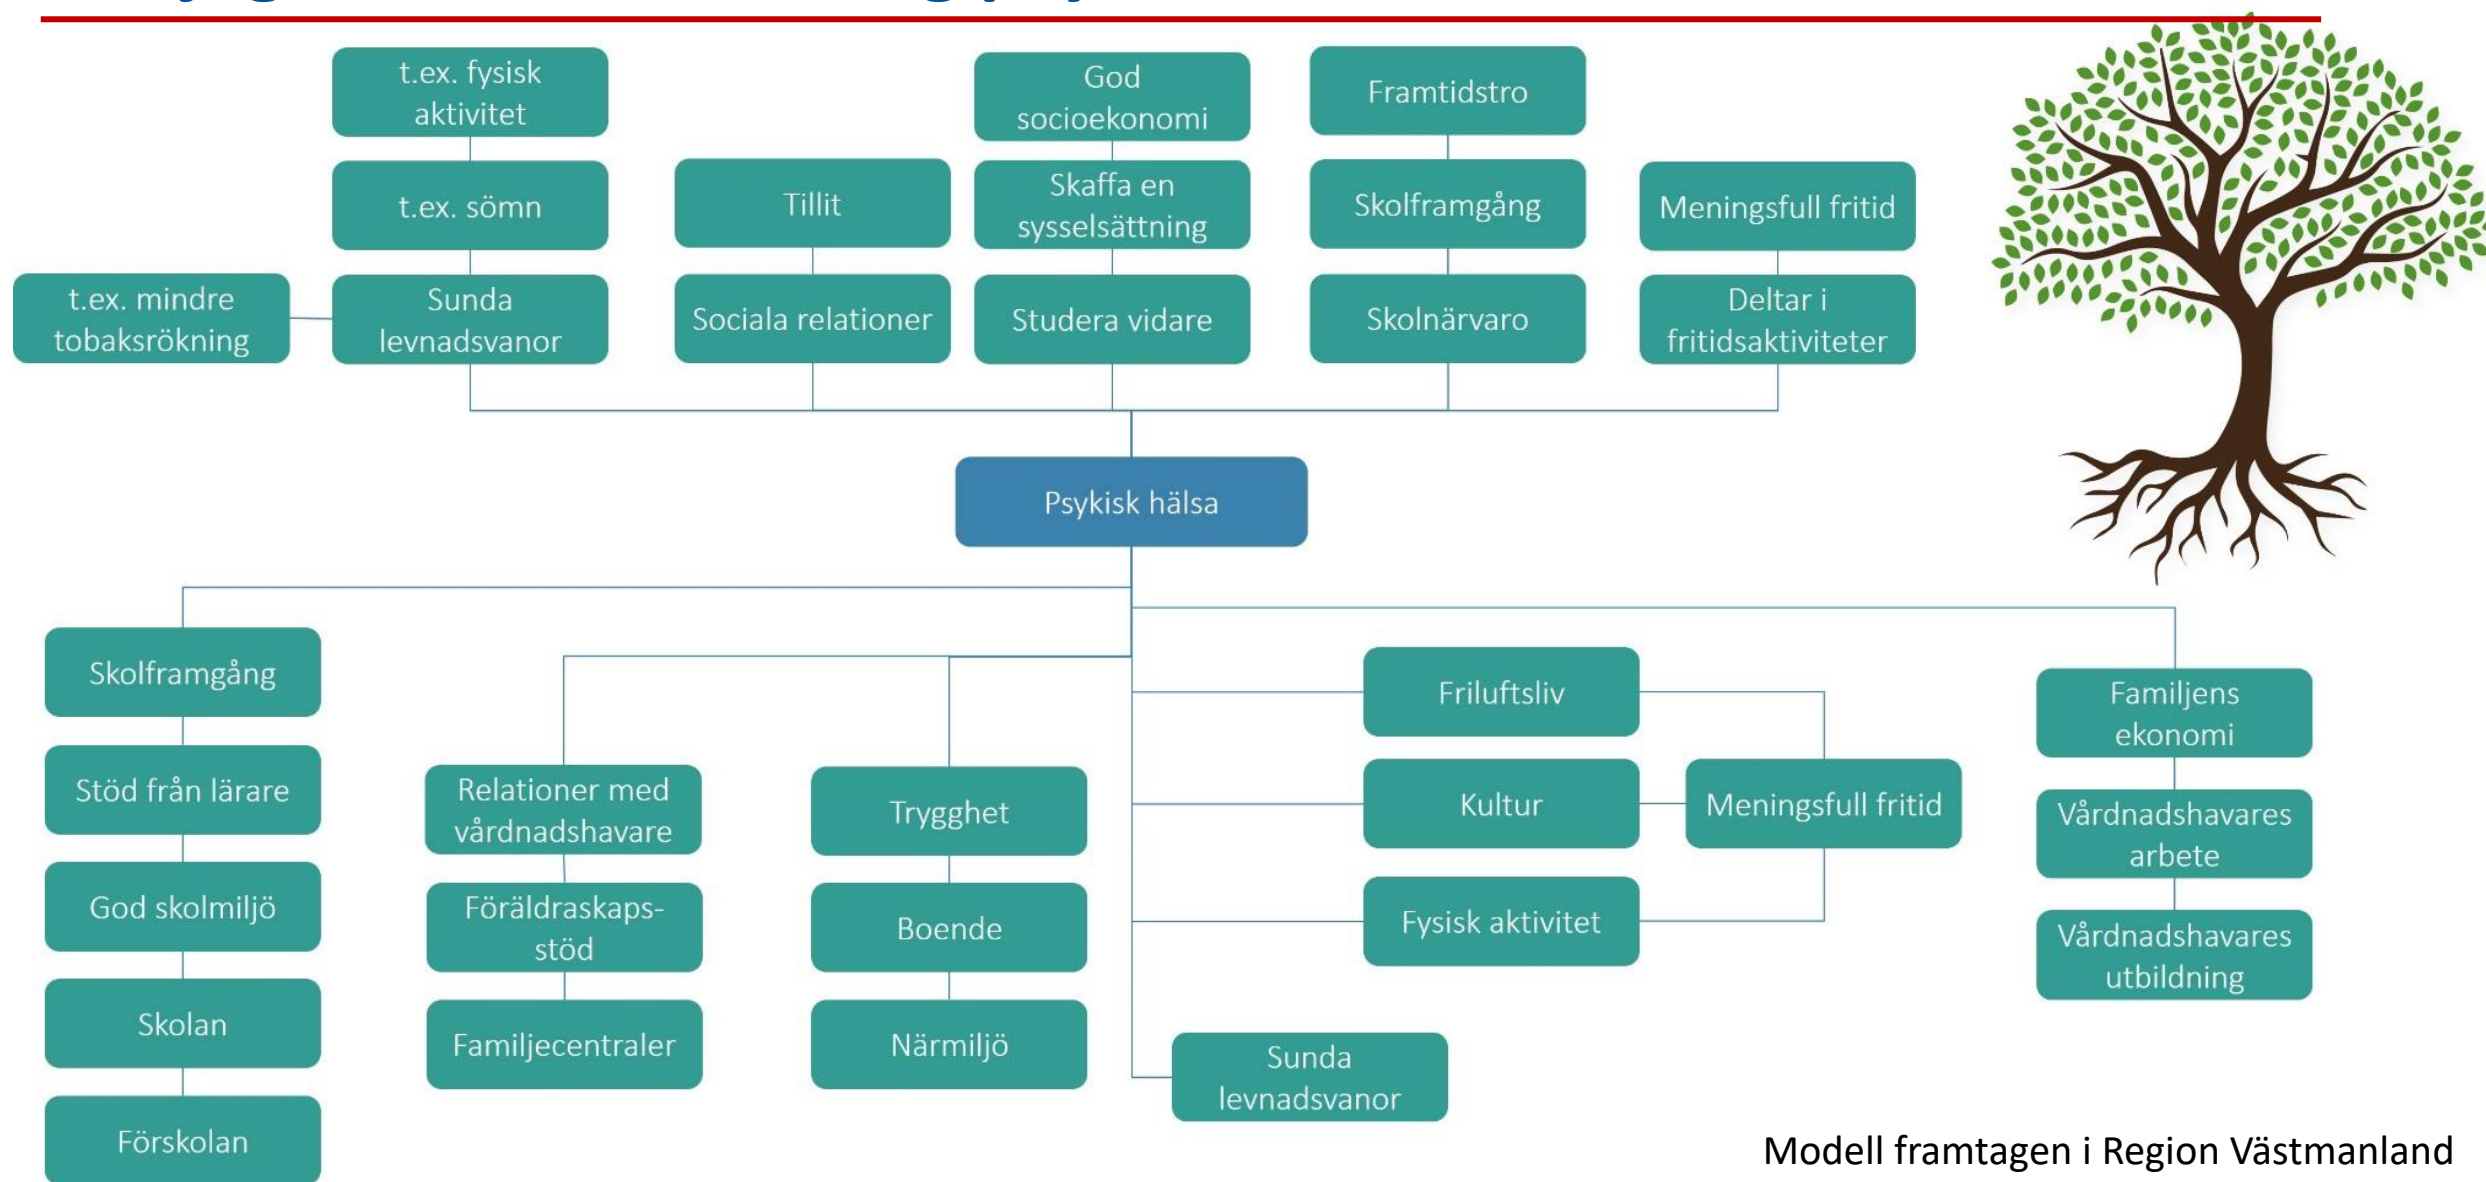 t.ex. fysisk
aktivitet
t.ex. sömn
t.ex. mindre
tobaksrökning
Sunda
levnadsvanor
Tillit
Sociala relationer
God
socioekonomi
Skaffa en
sysselsättning
Studera vidare
Framtidstro
Skolframgång
Skolnärvaro
Meningsfull fritid
Deltar i
fritidsaktiviteter
Psykisk hälsa
Skolframgång
Stöd från lärare
God skolmiljö
Skolan
Förskolan
Relationer med
vårdnadshavare
Föräldraskaps-
stöd
Familjecentraler
Trygghet
Boende
Närmiljö
Friluftsliv
Kultur
Fysisk aktivitet
Meningsfull fritid
Sunda
levnadsvanor
Familjens
ekonomi
Vårdnadshavares
arbete
Vårdnadshavares
utbildning
Modell framtagen i Region Västmanland